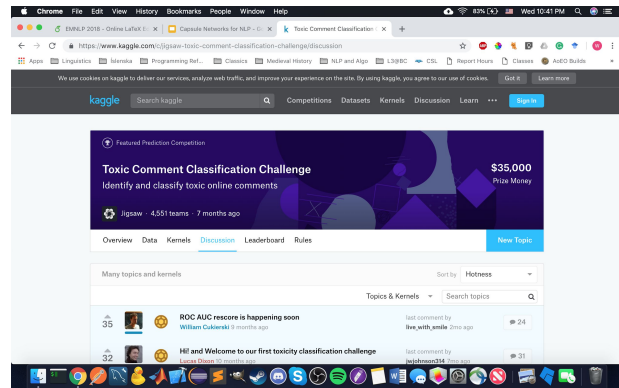 Chrome File Edit View History Bookmarks People Window Help 83% Wed 10:41 PM
EMNLP 2018 – Online LaTeX E
Capsule Networks for NLP – D
Toxic Comment Classification C
https://www.kaggle.com/c/jigsaw-toxic-comment-classification-challenge/discussion
Apps Linguistics Íslenska Programming Ref... Classics Medieval History NLP and Algo L3@BC CSL Report Hours Classes AoEO Builds
We use cookies on kaggle to deliver our services, analyze web traffic, and improve your experience on the site. By using kaggle, you agree to our use of cookies. Got it Learn more
kaggle Search kaggle Competitions Datasets Kernels Discussion Learn ••• Sign In
Featured Prediction Competition
Toxic Comment Classification Challenge
$35,000
Identify and classify toxic online comments
Prize Money
Jigsaw · 4,551 teams · 7 months ago
Overview Data Kernels Discussion Leaderboard Rules New Topic
Many topics and kernels Sort by Hotness
Topics & Kernels Search topics
35
ROC AUC rescore is happening soon
William Cukierski 9 months ago
last comment by
live_with_smile 2mo ago
24
32
Hi! and Welcome to our first toxicity classification challenge
Lucas Dixon 10 months ago
last comment by
jwjohnson314 7mo ago
31